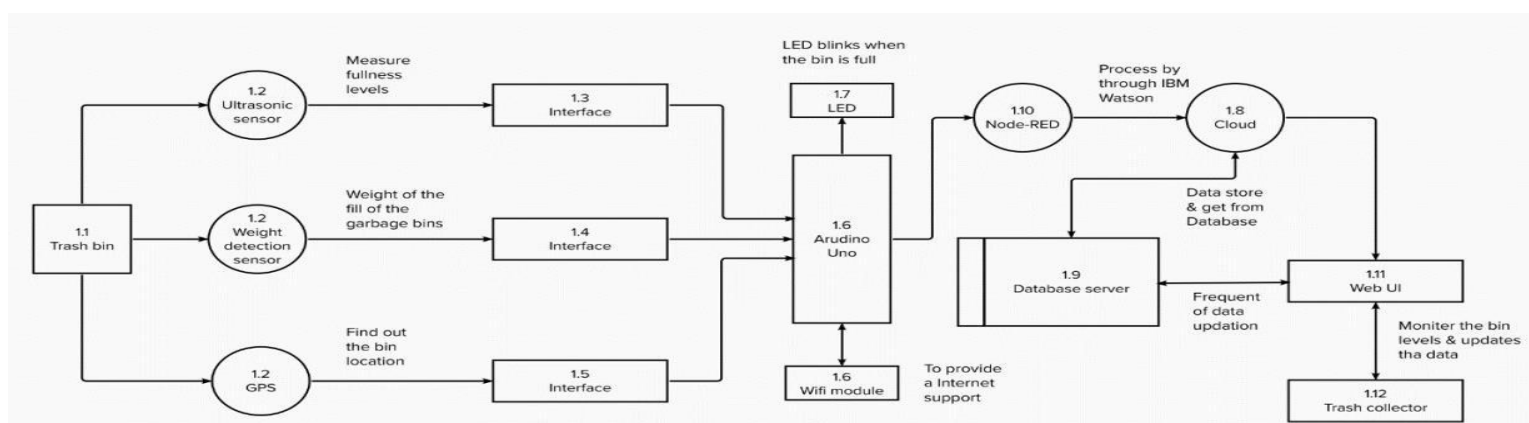 1.1
Trash bin
1.2
Ultrasonic
sensor
Measure
fullness
levels
1.3
Interface
1.2
Weight
detection
sensor
Weight of the
fill of the
garbage bins
1.4
Interface
1.2
GPS
Find out
the bin
location
1.5
Interface
LED blinks when
the bin is full
1.7
LED
1.6
Arudino
Uno
1.6
Wifi module
To provide
a Internet
support
1.10
Node-RED
Process by
through IBM
Watson
1.8
Cloud
Data store
& get from
Database
1.9
Database server
Frequent
of data
updation
1.11
Web UI
Moniter the bin
levels & updates
tha data
1.12
Trash collector